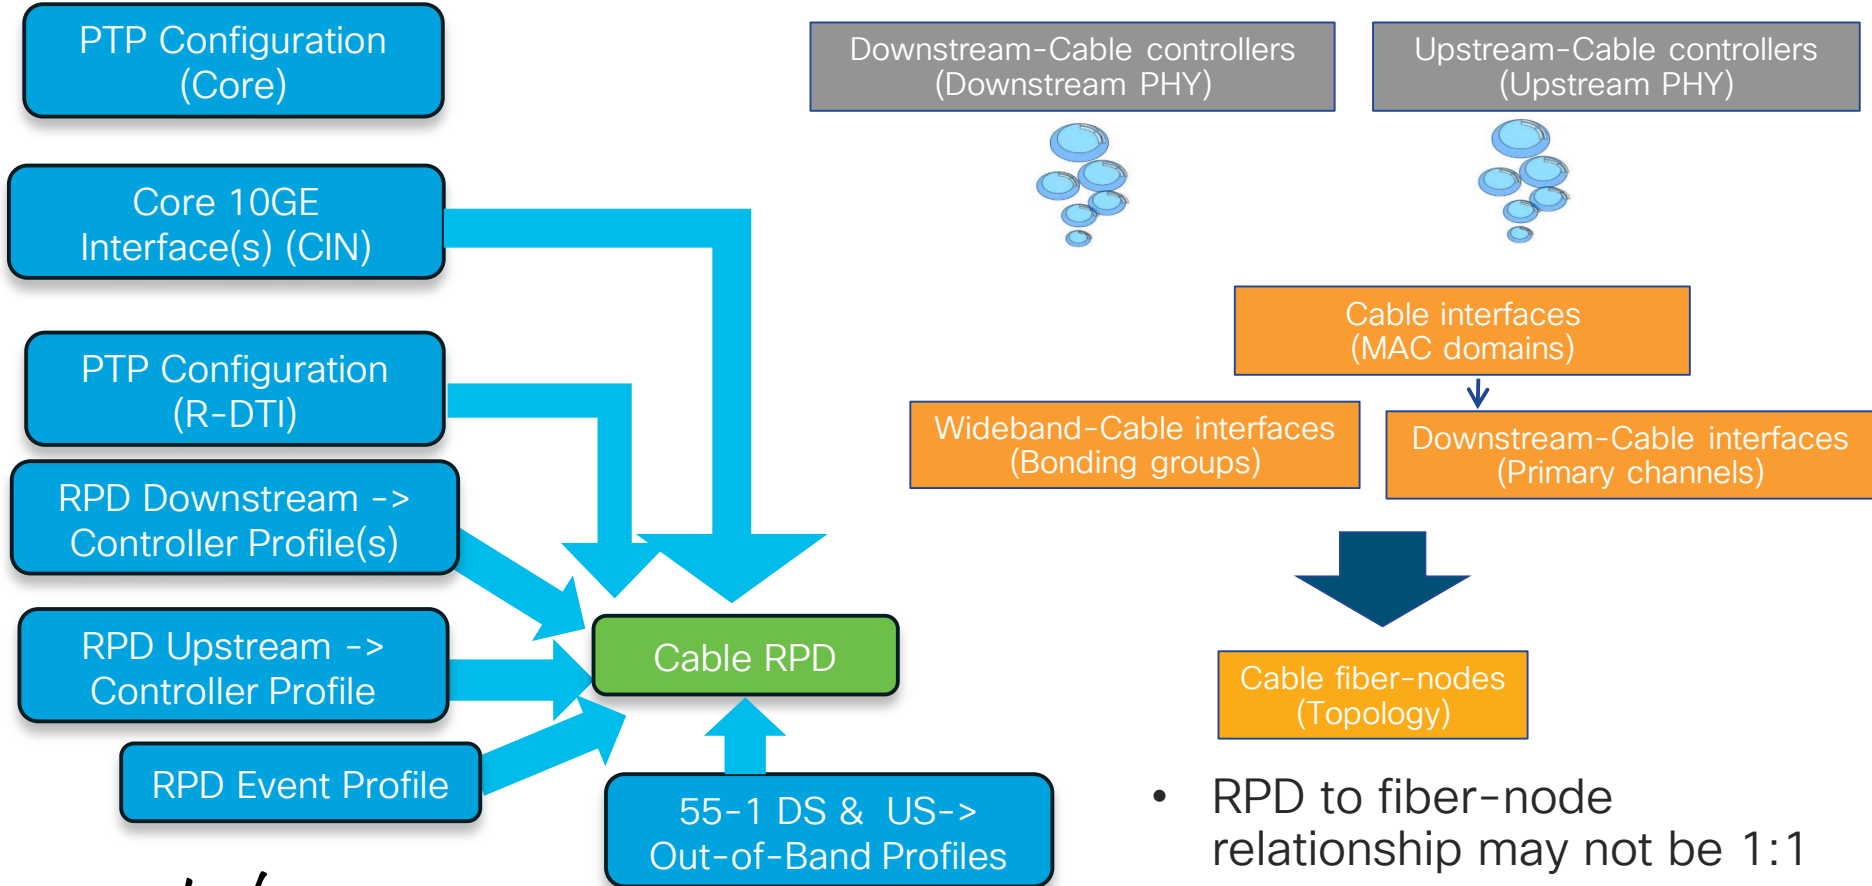 PTP Configuration
(Core)
Core 10GE
Interface(s) (CIN)
PTP Configuration
(R-DTI)
RPD Downstream ->
Controller Profile(s)
RPD Upstream ->
Controller Profile
RPD Event Profile
Cable RPD
55-1 DS & US->
Out-of-Band Profiles
Downstream-Cable controllers
(Downstream PHY)
Upstream-Cable controllers
(Upstream PHY)
Cable interfaces
(MAC domains)
Wideband-Cable interfaces
(Bonding groups)
Downstream-Cable interfaces
(Primary channels)
Cable fiber-nodes
(Topology)
• RPD to fiber-node
relationship may not be 1:1